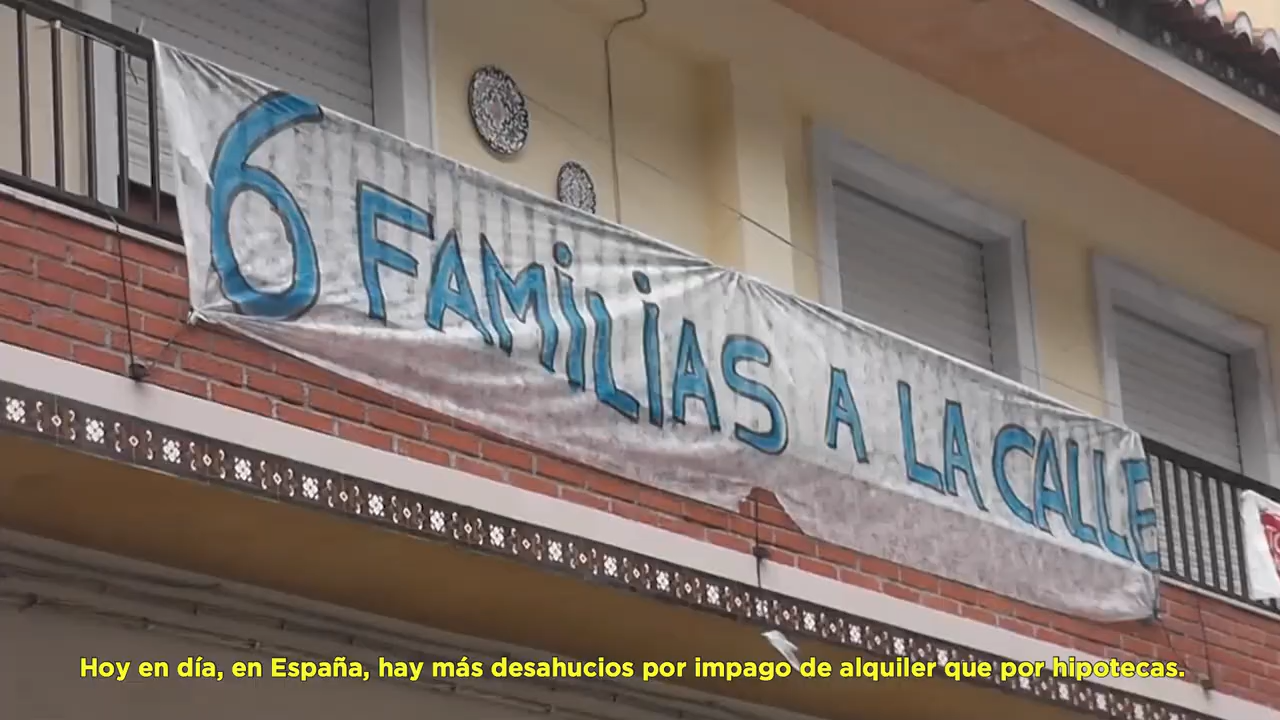 6 FAMiLiAS A LA CALLE
Hoy en día, en España, hay más desahucios por impago de alquiler que por hipotecas.